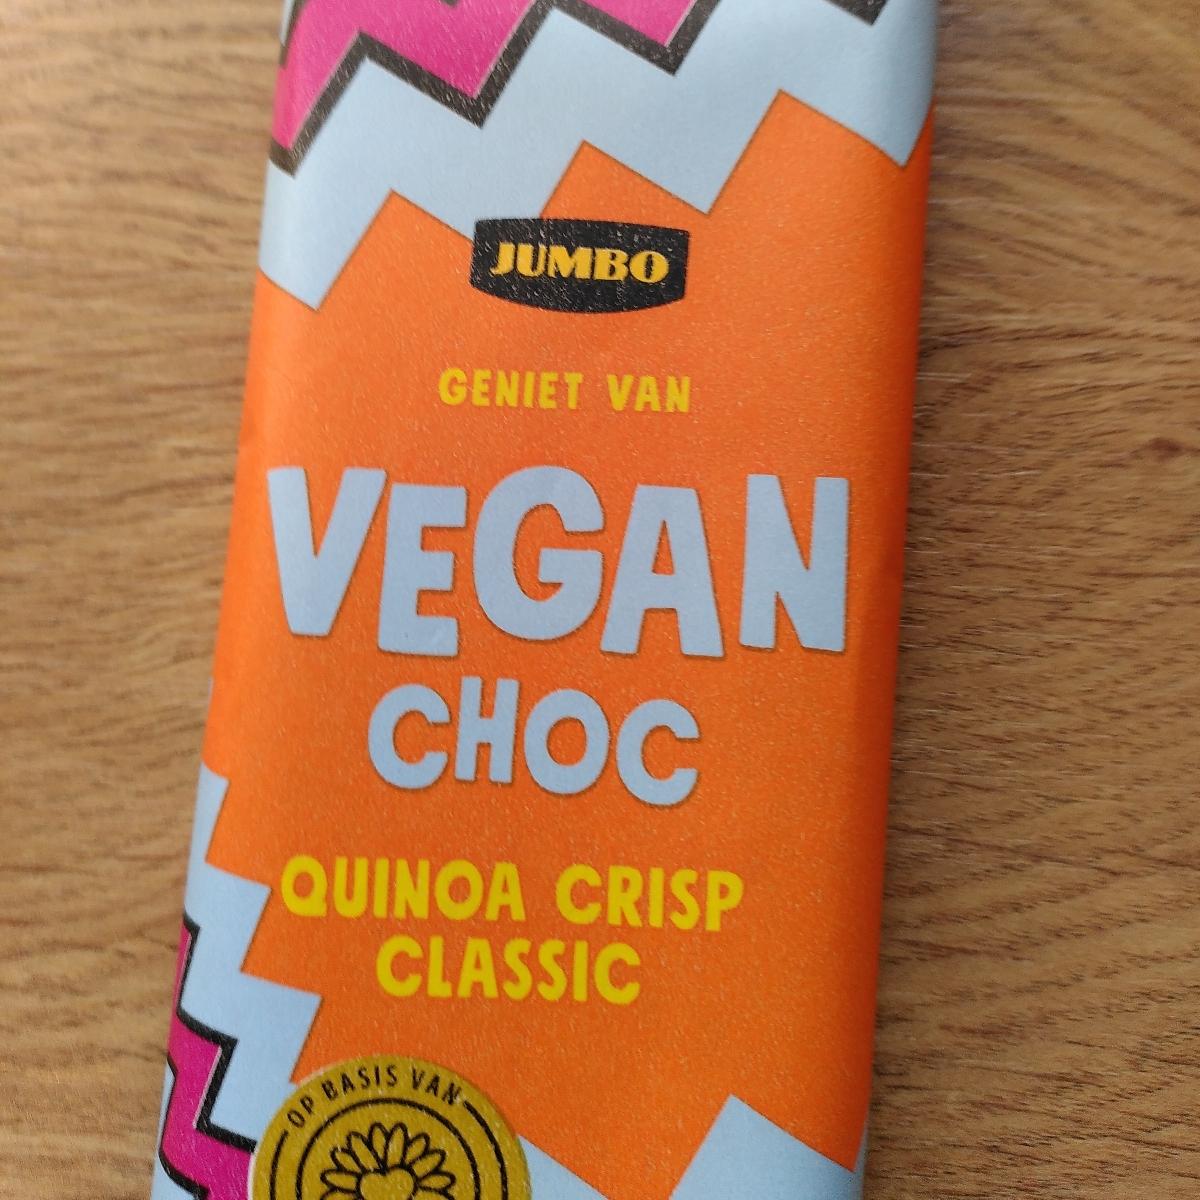 JUMBO
GENIET VAN
VEGAN
CHOC
QUINOA CRISP
CLASSIC
OP BASIS VAN